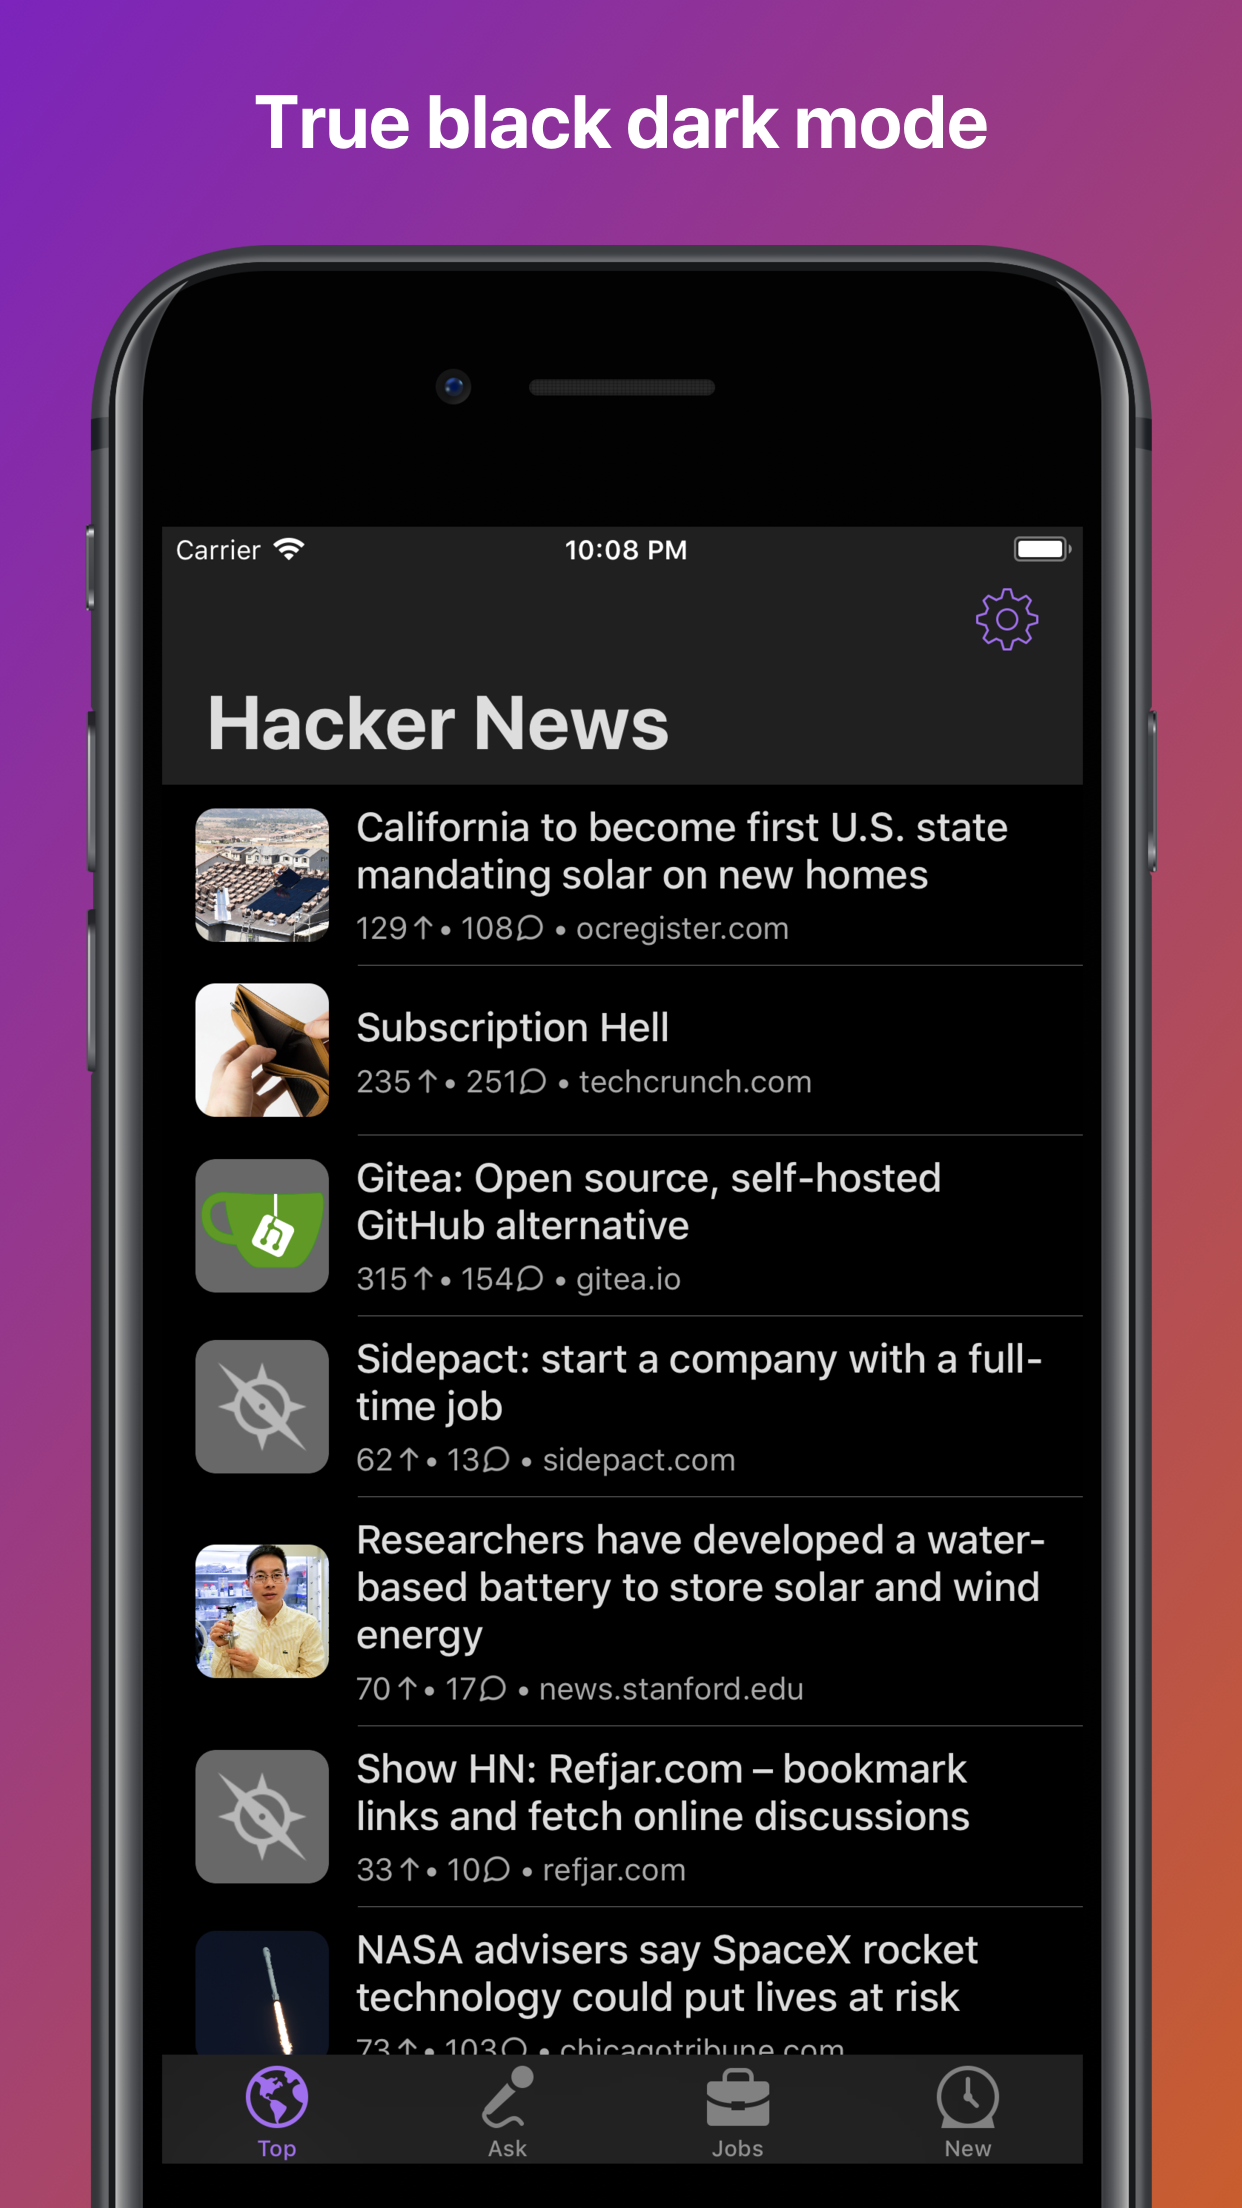 True black dark mode
Carrier 10:08 PM
Hacker News
California to become first U.S. state
mandating solar on new homes
129 ↑ • 108 • ocregister.com
Subscription Hell
235 ↑ • 251 • techcrunch.com
Gitea: Open source, self-hosted
GitHub alternative
315 ↑ • 154 • gitea.io
Sidepact: start a company with a full-
time job
62 ↑ • 13 • sidepact.com
Researchers have developed a water-
based battery to store solar and wind
energy
70 ↑ • 17 • news.stanford.edu
Show HN: Refjar.com – bookmark
links and fetch online discussions
33 ↑ • 10 • refjar.com
NASA advisers say SpaceX rocket
technology could put lives at risk
73 ↑ • 103 • chicagotribune.com
Top Ask Jobs New